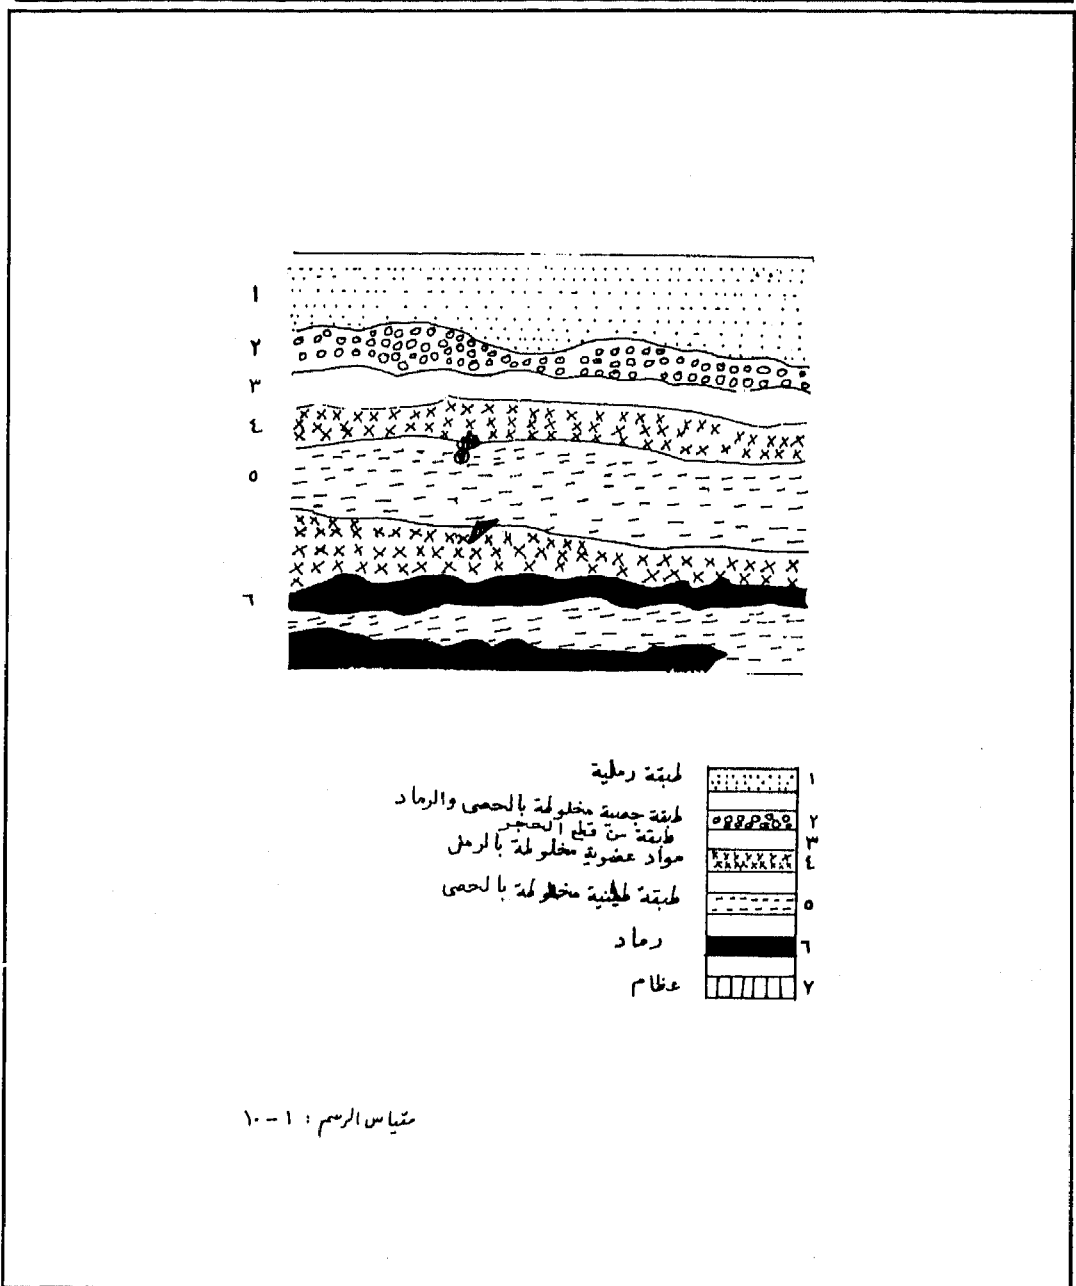 ١
٢
٣
٤
٥
٦
طبقة رملية ١
طبقة جصية مخلوطة بالحصى والرماد ٢
طبقة من قطع الحجر ٣
مواد عضوية مخلوطة بالرمل ٤
طبقة طينية مخلوطة بالحصى ٥
رماد ٦
عظام ٧
مقياس الرسم : ١ - ١٠